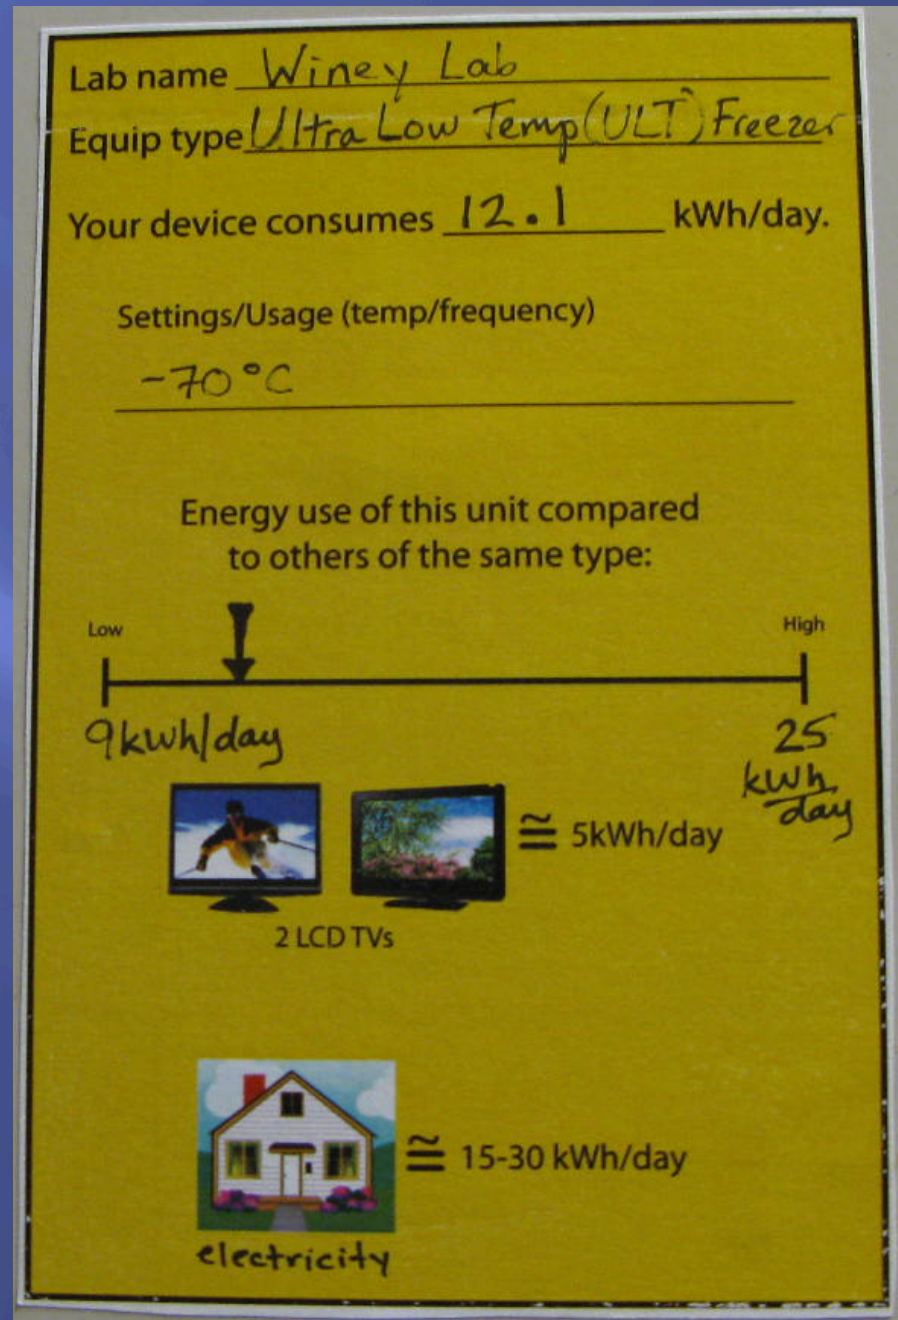 Lab name Winey Lab
Equip type Ultra Low Temp (ULT) Freezer
Your device consumes 12.1 kWh/day.
Settings/Usage (temp/frequency)
-70°C
Energy use of this unit compared
to others of the same type:
Low High
9kWh/day 25
kWh
day
≅ 5kWh/day
2 LCD TVs
≅ 15-30 kWh/day
electricity